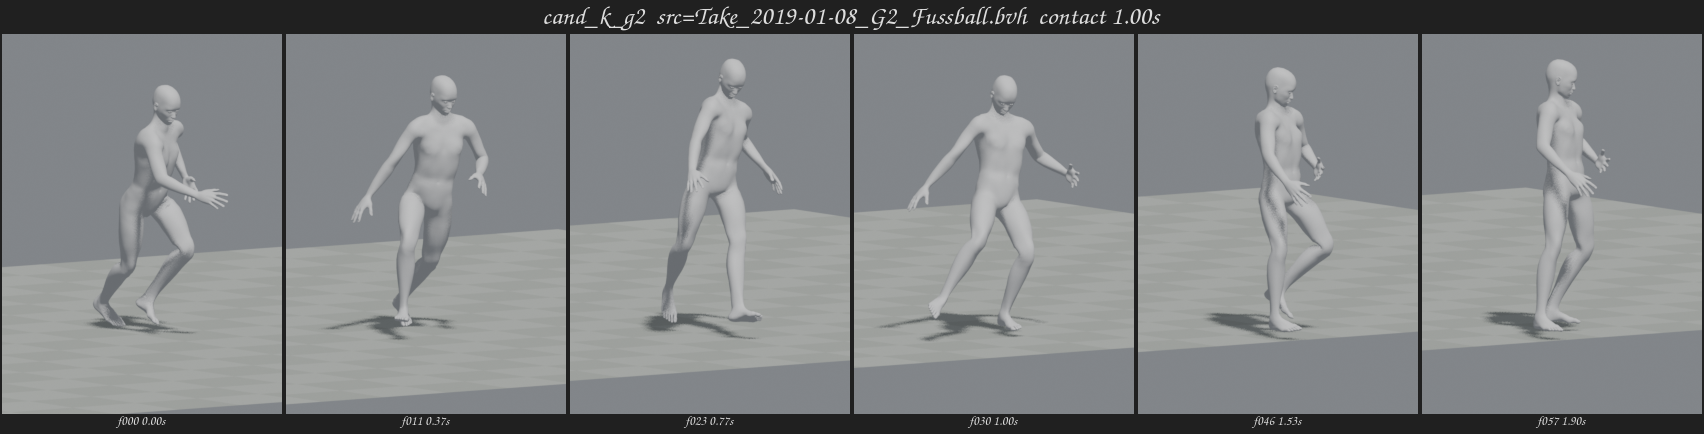 cand_k_g2 src=Take_2019-01-08_G2_Fussball.bvh contact 1.00s
f000 0.00s
f011 0.37s
f023 0.77s
f030 1.00s
f046 1.53s
f057 1.90s